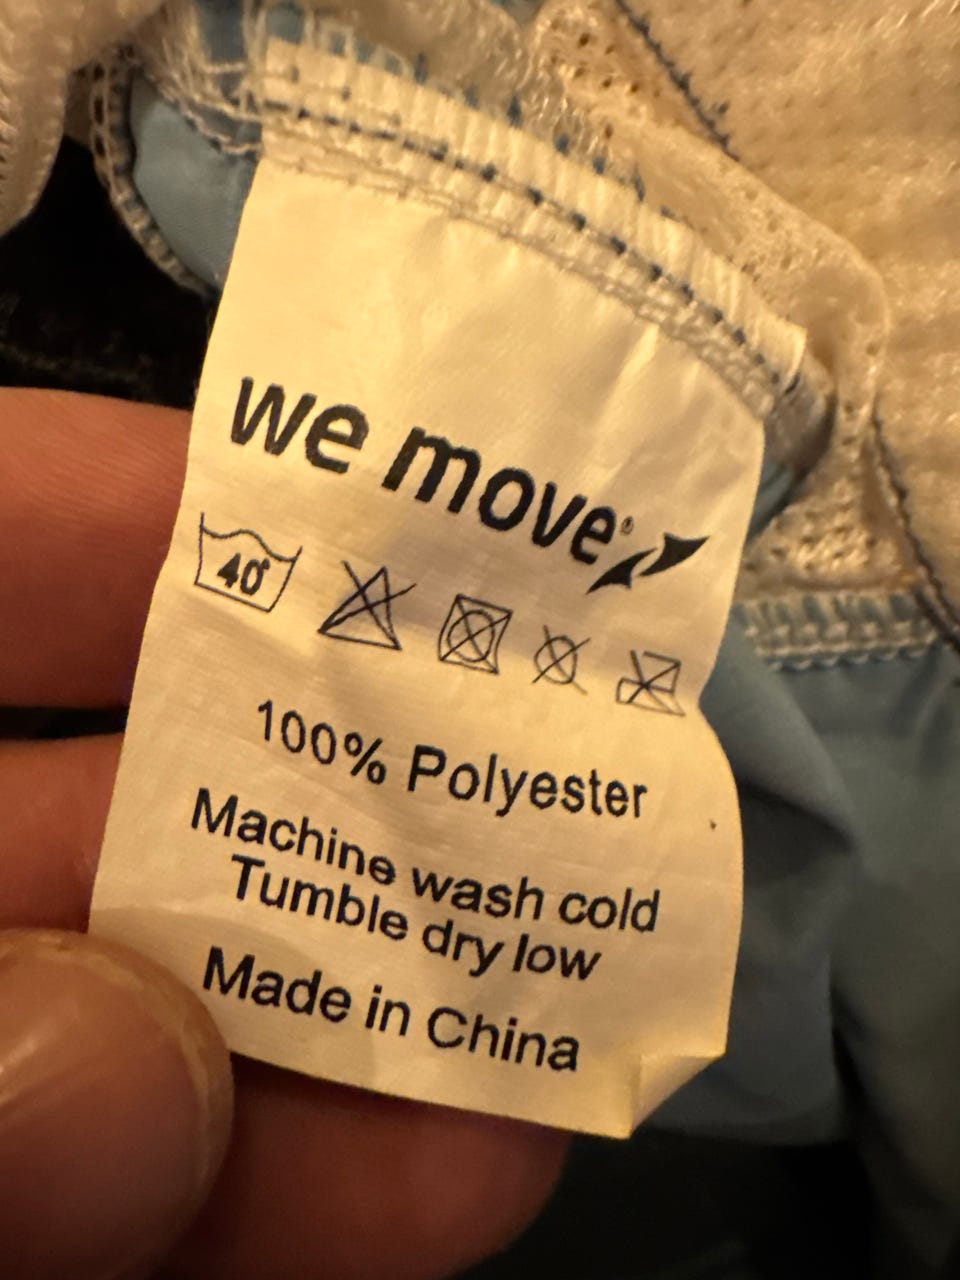 we move®
40°
100% Polyester
Machine wash cold
Tumble dry low
Made in China